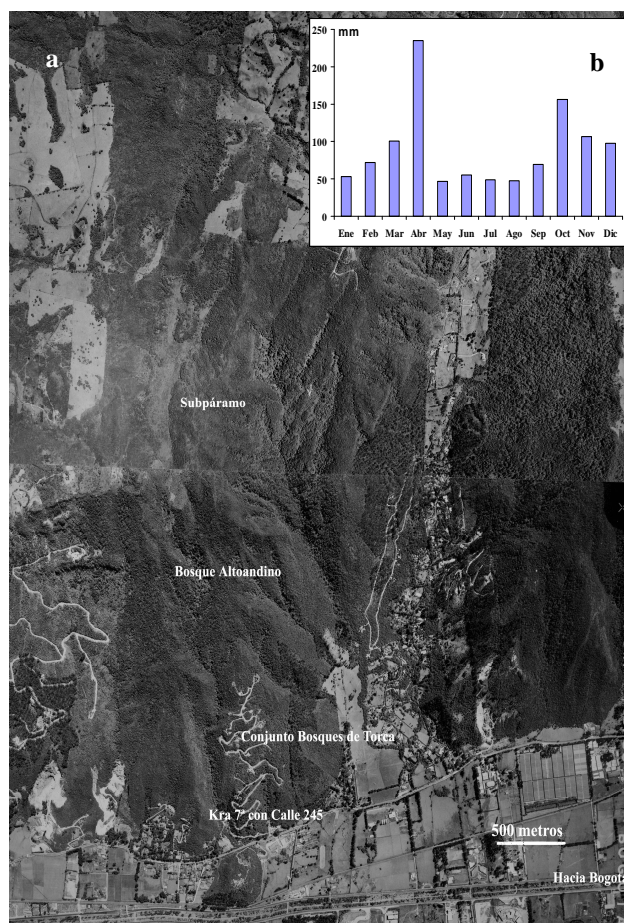 a
b
mm
250
200
150
100
50
0
Ene Feb Mar Abr May Jun Jul Ago Sep Oct Nov Dic
Subpáramo
Bosque Altoandino
Conjunto Bosques de Torca
Kra 7ª con Calle 245
500 metros
Hacia Bogotá